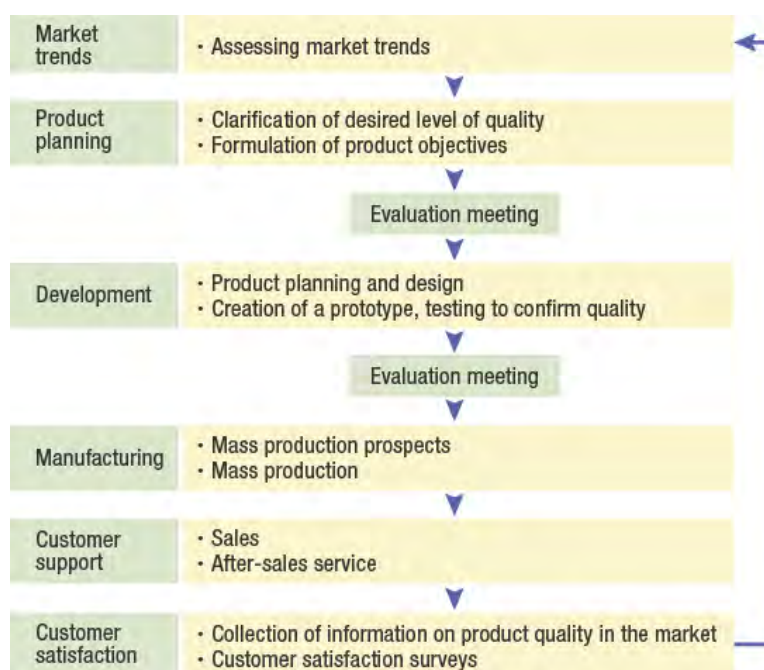 Market
trends
・Assessing market trends
Product
planning
・Clarification of desired level of quality
・Formulation of product objectives
Evaluation meeting
Development
・Product planning and design
・Creation of a prototype, testing to confirm quality
Evaluation meeting
Manufacturing
・Mass production prospects
・Mass production
Customer
support
・Sales
・After-sales service
Customer
satisfaction
・Collection of information on product quality in the market
・Customer satisfaction surveys